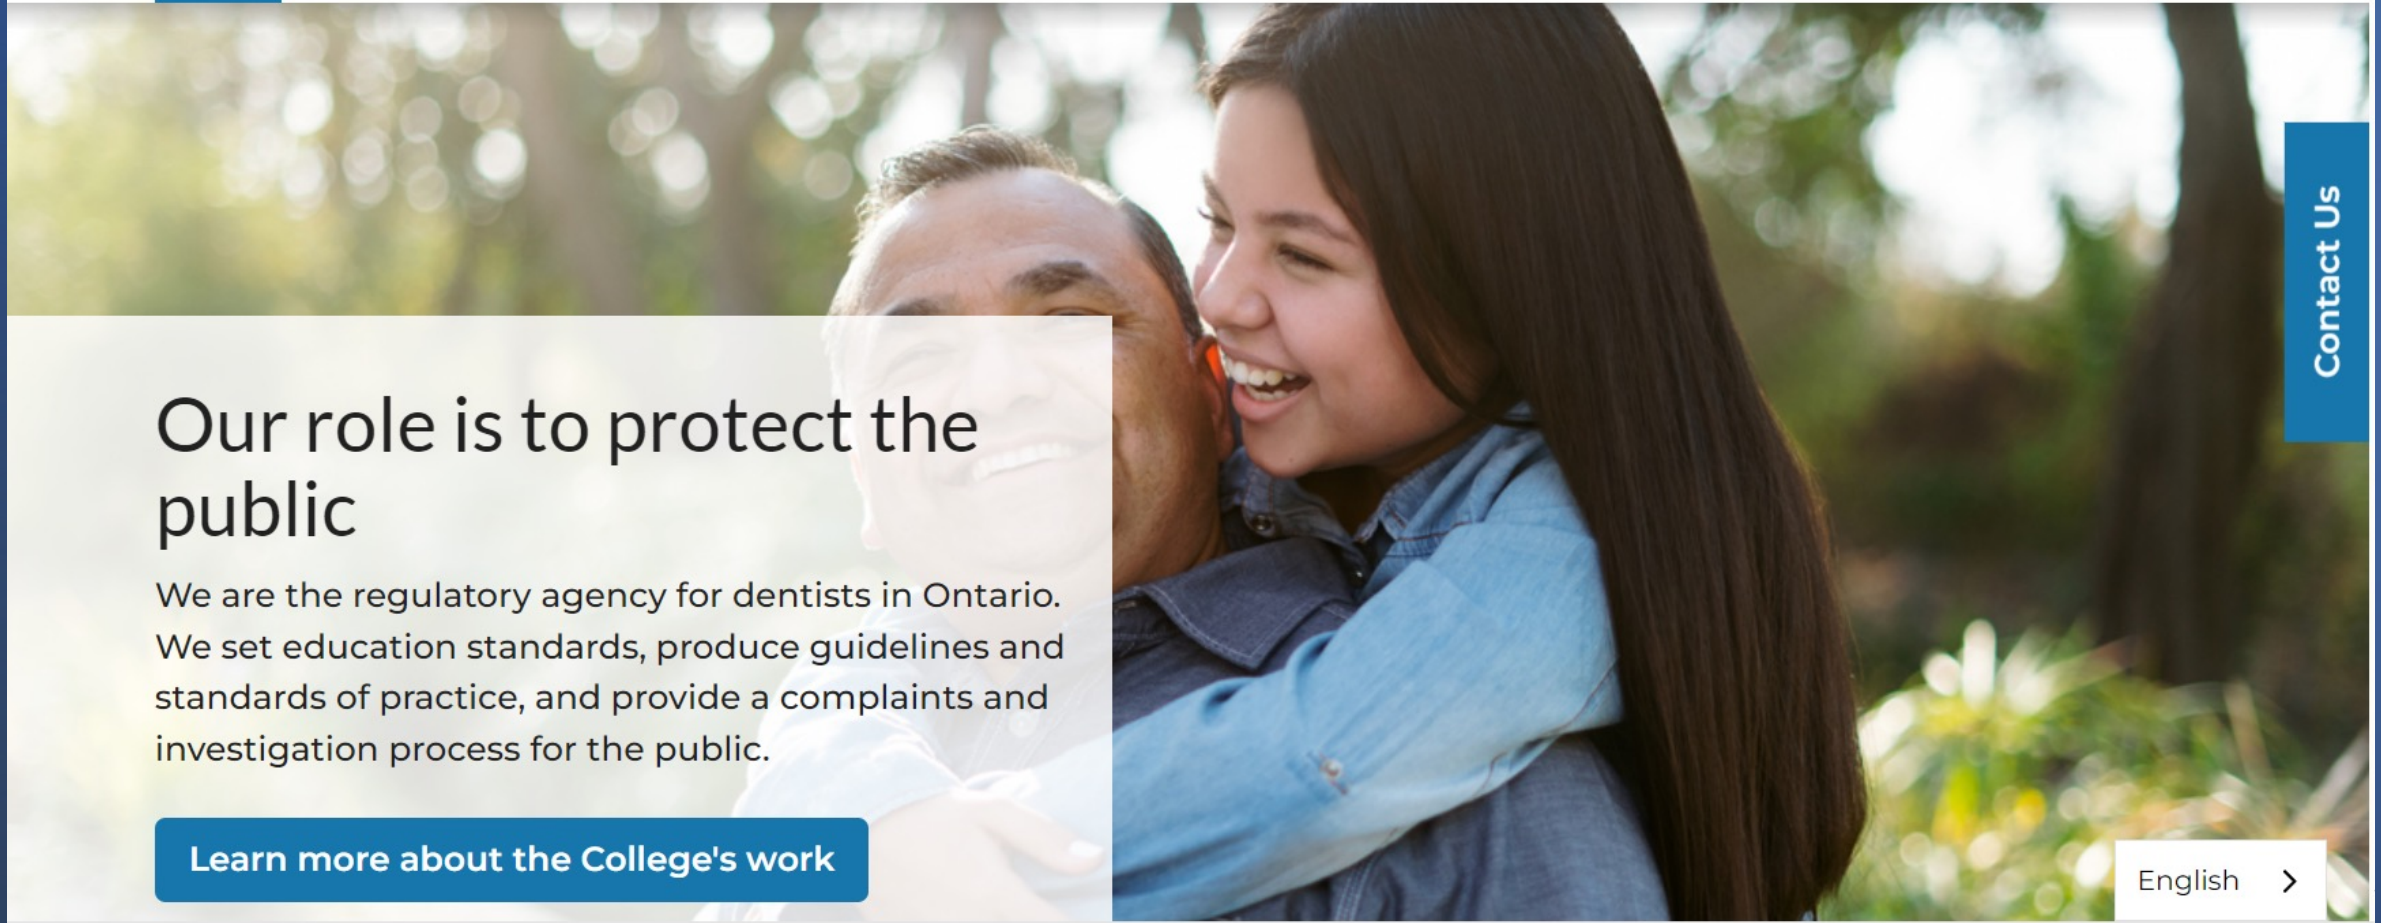 Our role is to protect the
public
We are the regulatory agency for dentists in Ontario.
We set education standards, produce guidelines and
standards of practice, and provide a complaints and
investigation process for the public.
Learn more about the College's work
Contact Us
English